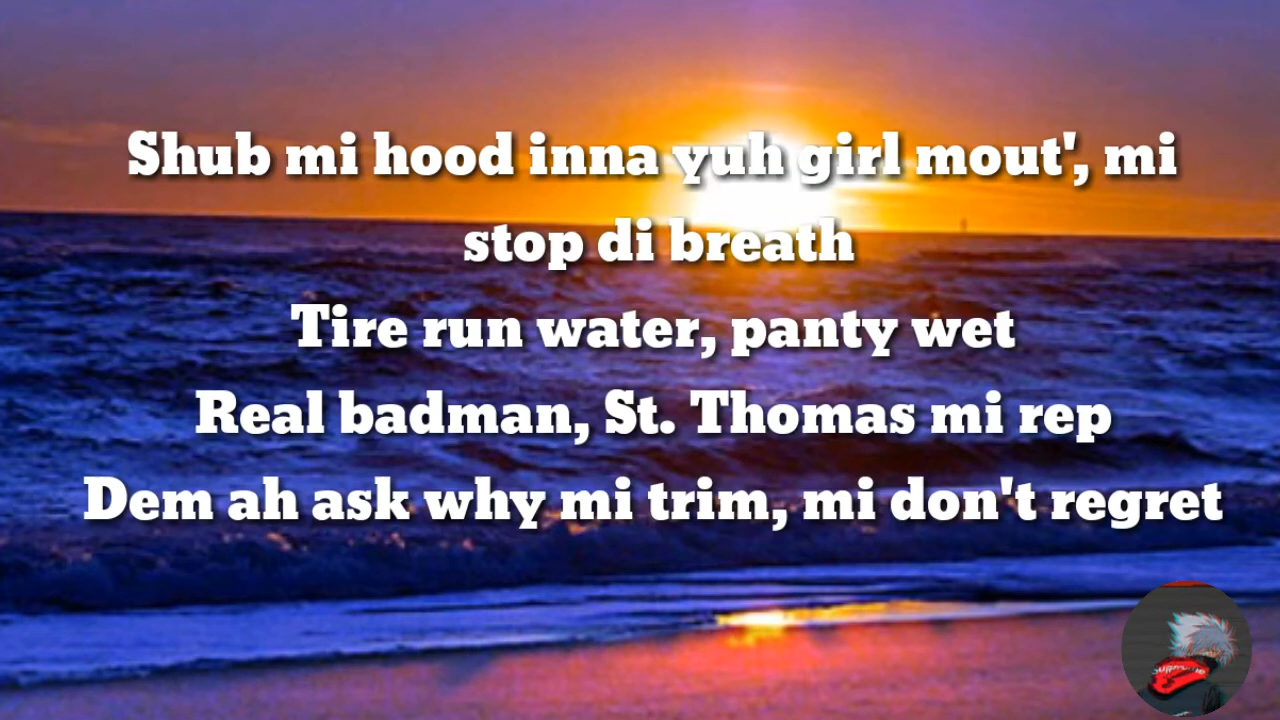 Shub mi hood inna yuh girl mout', mi
stop di breath
Tire run water, panty wet
Real badman, St. Thomas mi rep
Dem ah ask why mi trim, mi don't regret